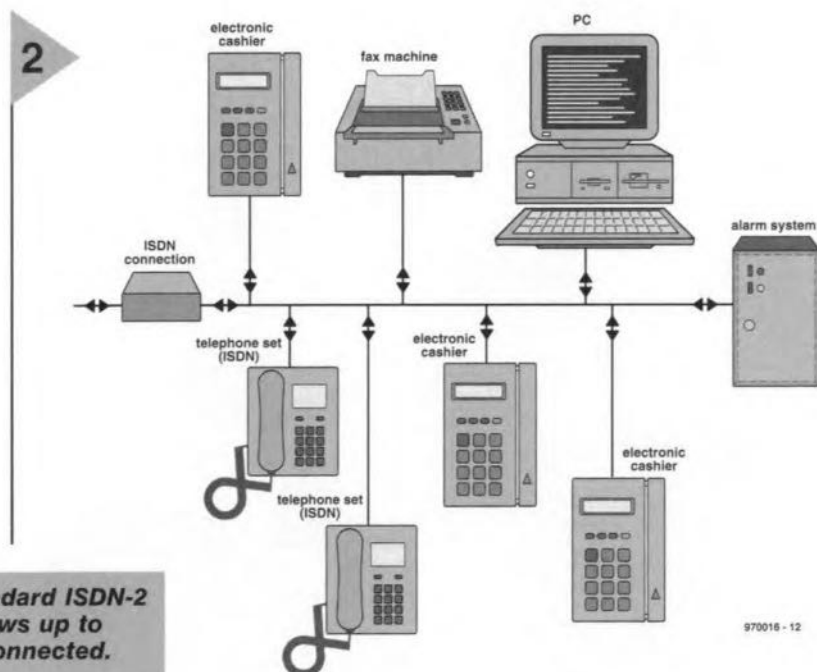 2
electronic
cashier
fax machine
PC
ISDN
connection
alarm system
telephone set
(ISDN)
electronic
cashier
telephone set
(ISDN)
electronic
cashier
dard ISDN-2
ws up to
onnected.
970016 - 12